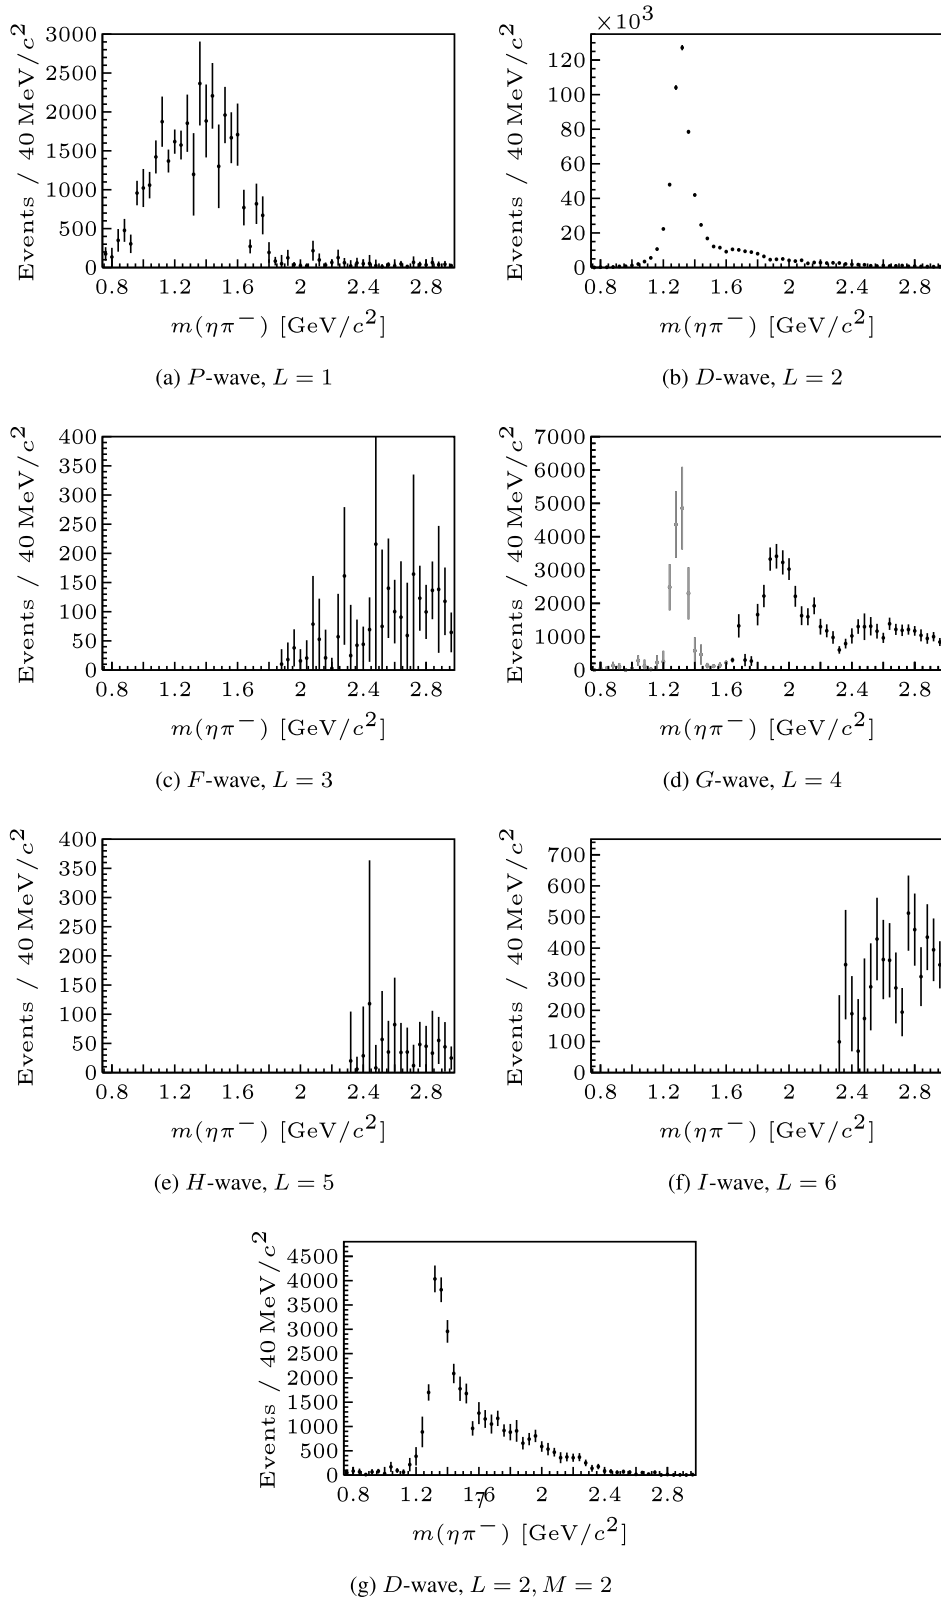 ×10³
Events / 40 MeV/c²
3000
2500
2000
1500
1000
500
0
0.8 1.2 1.6 2 2.4 2.8
m(ηπ⁻) [GeV/c²]
(a) P-wave, L = 1
Events / 40 MeV/c²
120
100
80
60
40
20
0
0.8 1.2 1.6 2 2.4 2.8
m(ηπ⁻) [GeV/c²]
(b) D-wave, L = 2
Events / 40 MeV/c²
400
350
300
250
200
150
100
50
0
0.8 1.2 1.6 2 2.4 2.8
m(ηπ⁻) [GeV/c²]
(c) F-wave, L = 3
Events / 40 MeV/c²
7000
6000
5000
4000
3000
2000
1000
0
0.8 1.2 1.6 2 2.4 2.8
m(ηπ⁻) [GeV/c²]
(d) G-wave, L = 4
Events / 40 MeV/c²
400
350
300
250
200
150
100
50
0
0.8 1.2 1.6 2 2.4 2.8
m(ηπ⁻) [GeV/c²]
(e) H-wave, L = 5
Events / 40 MeV/c²
700
600
500
400
300
200
100
0
0.8 1.2 1.6 2 2.4 2.8
m(ηπ⁻) [GeV/c²]
(f) I-wave, L = 6
Events / 40 MeV/c²
4500
4000
3500
3000
2500
2000
1500
1000
500
0
0.8 1.2 1.6 2 2.4 2.8
7
m(ηπ⁻) [GeV/c²]
(g) D-wave, L = 2, M = 2